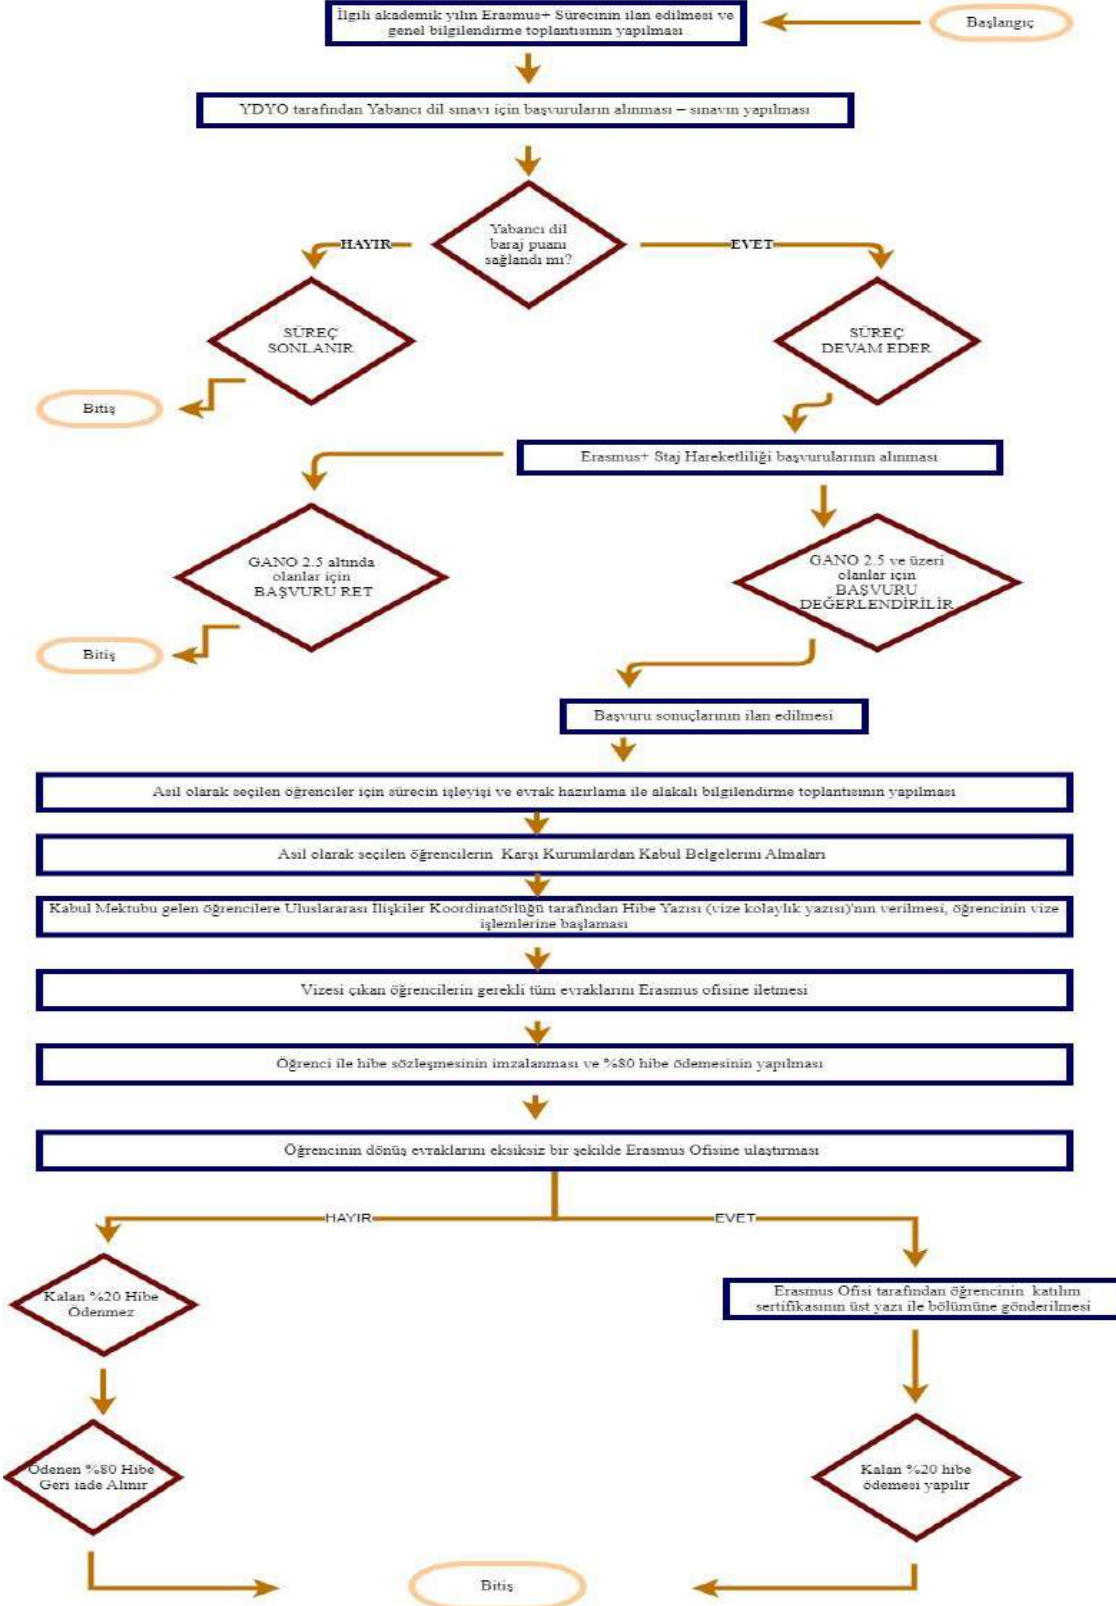 İlgili akademik yılın Erasmus+ Sürecinin ilan edilmesi ve
genel bilgilendirme toplantısının yapılması
Başlangıç
YDYO tarafından Yabancı dil sınavı için başvuruların alınması – sınavın yapılması
Yabancı dil
baraj puanı
sağlandı mı?
HAYIR
EVET
SÜREÇ
SONLANIR
SÜREÇ
DEVAM EDER
Bitiş
Erasmus+ Staj Hareketliliği başvurularının alınması
GANO 2.5 altında
olanlar için
BAŞVURU RET
GANO 2.5 ve üzeri
olanlar için
BAŞVURU
DEĞERLENDİRİLİR
Bitiş
Başvuru sonuçlarının ilan edilmesi
Asil olarak seçilen öğrenciler için sürecin işleyişi ve evrak hazırlama ile alakalı bilgilendirme toplantısının yapılması
Asil olarak seçilen öğrencilerin Karşı Kurumlardan Kabul Belgelerini Almaları
Kabul Mektubu gelen öğrencilere Uluslararası İlişkiler Koordinatörlüğü tarafından Hibe Yazısı (vize kolaylık yazısı)'nın verilmesi, öğrencinin vize
işlemlerine başlaması
Vizesi çıkan öğrencilerin gerekli tüm evraklarını Erasmus ofisine iletmesi
Öğrenci ile hibe sözleşmesinin imzalanması ve %80 hibe ödemesinin yapılması
Öğrencinin dönüş evraklarını eksiksiz bir şekilde Erasmus Ofisine ulaştırması
HAYIR
EVET
Kalan %20 Hibe
Ödenmez
Erasmus Ofisi tarafından öğrencinin katılım
sertifikasının üst yazı ile bölümüne gönderilmesi
Ödenen %80 Hibe
Geri iade Alınır
Kalan %20 hibe
ödemesi yapılır
Bitiş